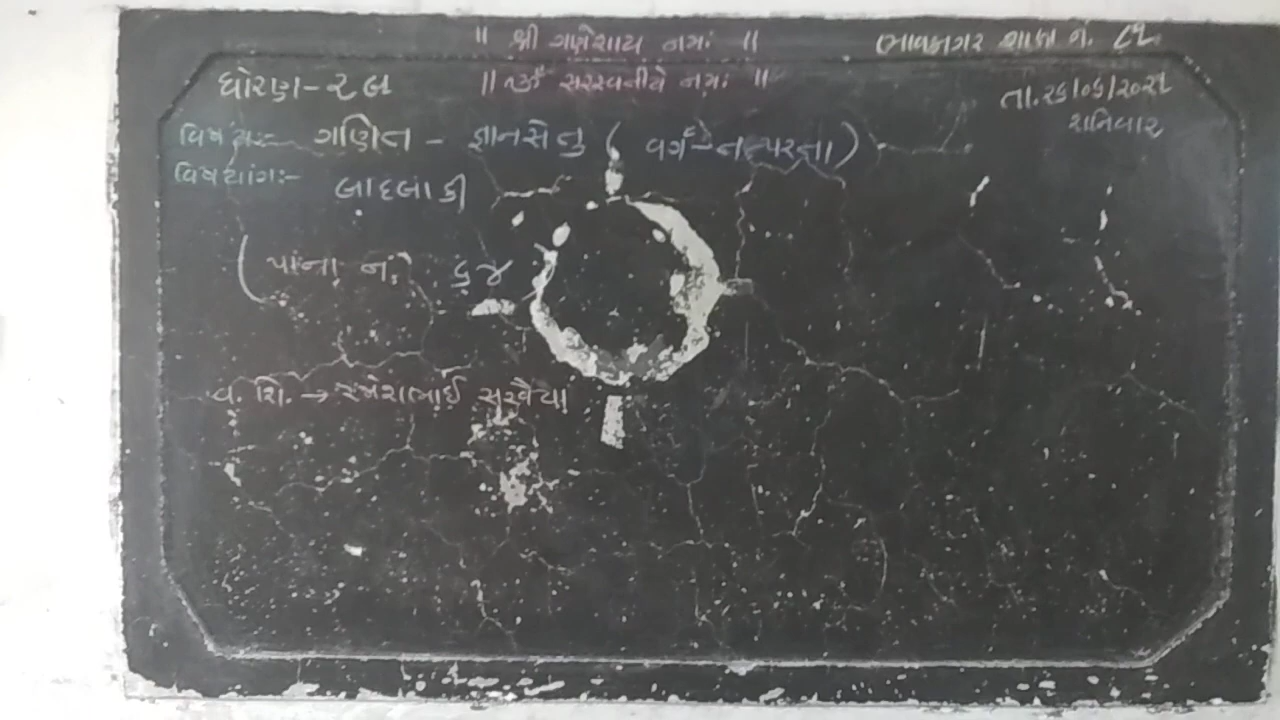 ॥ શ્રી ગણેશાય નમઃ ॥
ભાવનગર શાળા નં. ૮૧
ધોરણ - ૨ બ
॥ ૐ સરસ્વતીયે નમઃ ॥
તા. ૨૬/૦૬/૨૦૨૧
શનિવાર
વિષયઃ- ગણિત - જ્ઞાનસેતુ ( વર્ગ - તત્પરતા )
વિષયાંગઃ- બાદબાકી
( પાના નં. ૬૪
વ. શિ. → રમેશભાઈ સરવૈયા